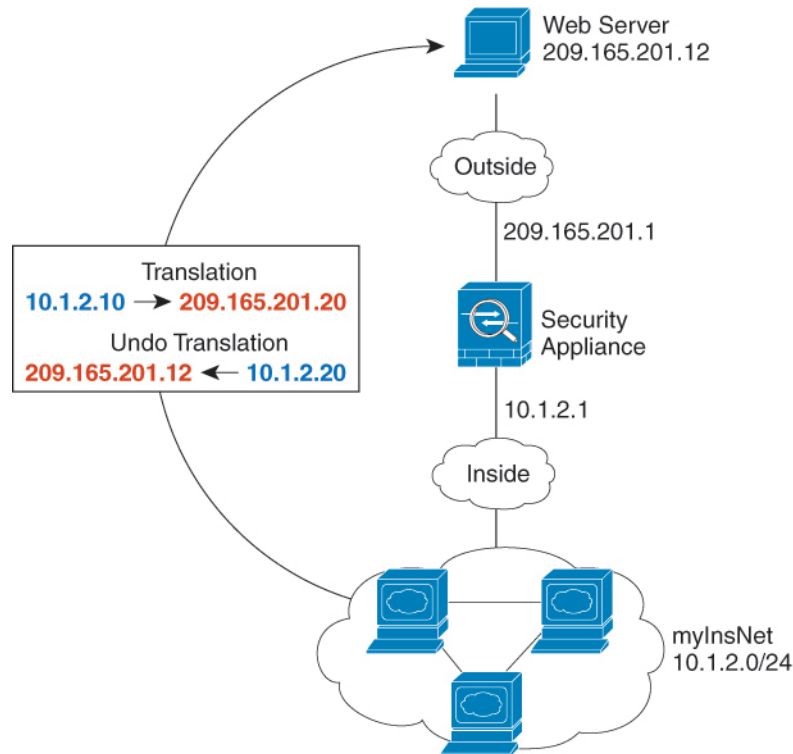 Web Server
209.165.201.12
Outside
209.165.201.1
Translation
10.1.2.10 → 209.165.201.20
Undo Translation
209.165.201.12 ← 10.1.2.20
Security
Appliance
10.1.2.1
Inside
myInsNet
10.1.2.0/24